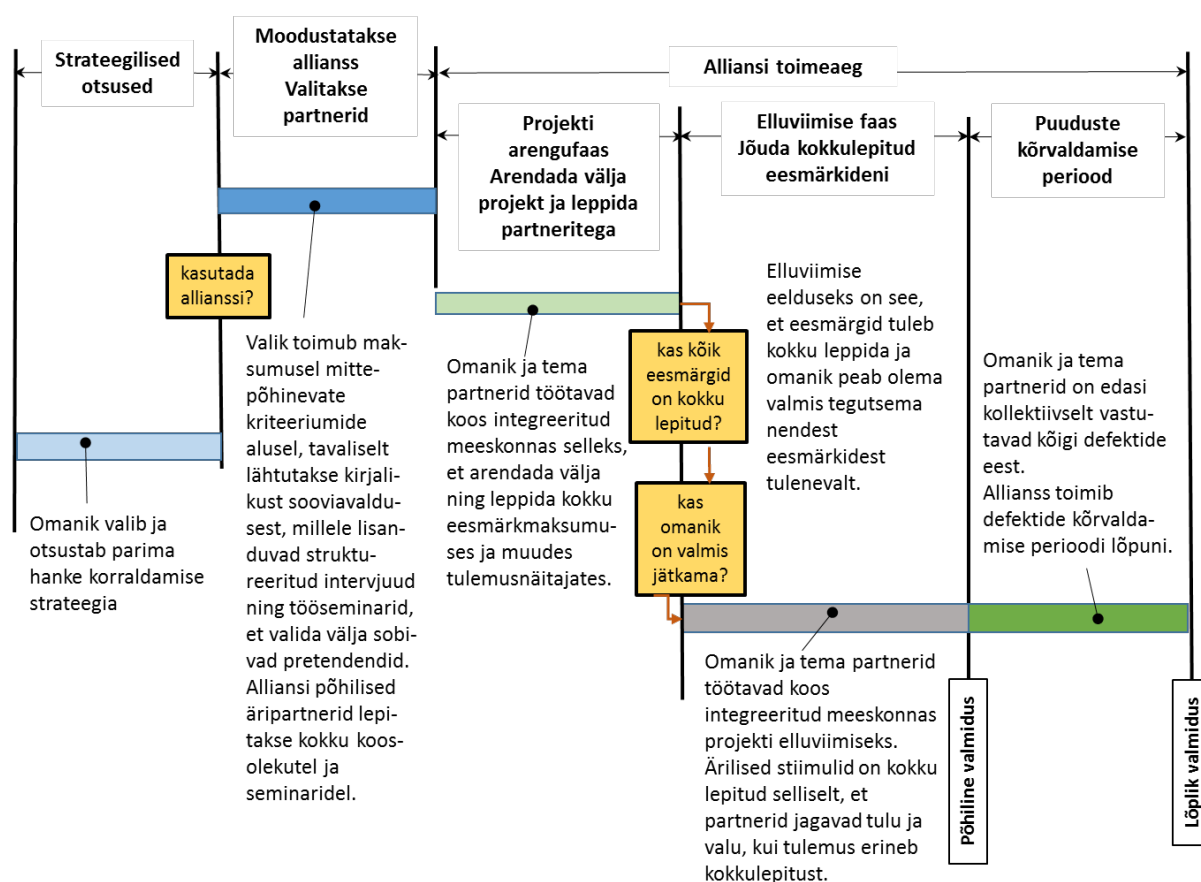 Strateegilised
otsused
Moodustatakse
allianss
Valitakse
partnerid
Alliansi toimeaeg
Projekti
arengufaas
Arendada välja
projekt ja leppida
partneritega
Elluviimise faas
Jõuda kokkulepitud
eesmärkideni
Puuduste
kõrvaldamise
periood
kasutada
allianssi?
Omanik valib ja
otsustab parima
hanke korraldamise
strateegia
Valik toimub mak-
sumusel mitte-
põhinevate
kriteeriumide
alusel, tavaliselt
lähtutakse kirjali-
kust sooviavaldu-
sest, millele lisan-
duvad struktu-
reeritud intervjuud
ning tööseminarid,
et valida välja sobi-
vad pretendendid.
Alliansi põhilised
äripartnerid lepi-
takse kokku koos-
olekutel ja
seminaridel.
Omanik ja tema
partnerid töötavad
koos integreeritud
meeskonnas selleks,
et arendada välja
ning leppida kokku
eesmärkmaksumu-
ses ja muudes
tulemusnäitajates.
kas kõik
eesmärgid
on kokku
lepitud?
kas
omanik
on valmis
jätkama?
Elluviimise
eelduseks on see,
et eesmärgid tuleb
kokku leppida ja
omanik peab olema
valmis tegutsema
nendest
eesmärkidest
tulenevalt.
Omanik ja tema partnerid
töötavad koos
integreeritud meeskonnas
projekti elluviimiseks.
Ärilised stiimulid on kokku
lepitud selliselt, et
partnerid jagavad tulu ja
valu, kui tulemus erineb
kokkulepitust.
Omanik ja tema
partnerid on edasi
kollektiivselt vastu-
tavad kõigi defektide
eest.
Allianss toimib
defektide kõrvalda-
mise perioodi lõpuni.
Põhiline valmidus
Lõplik valmidus